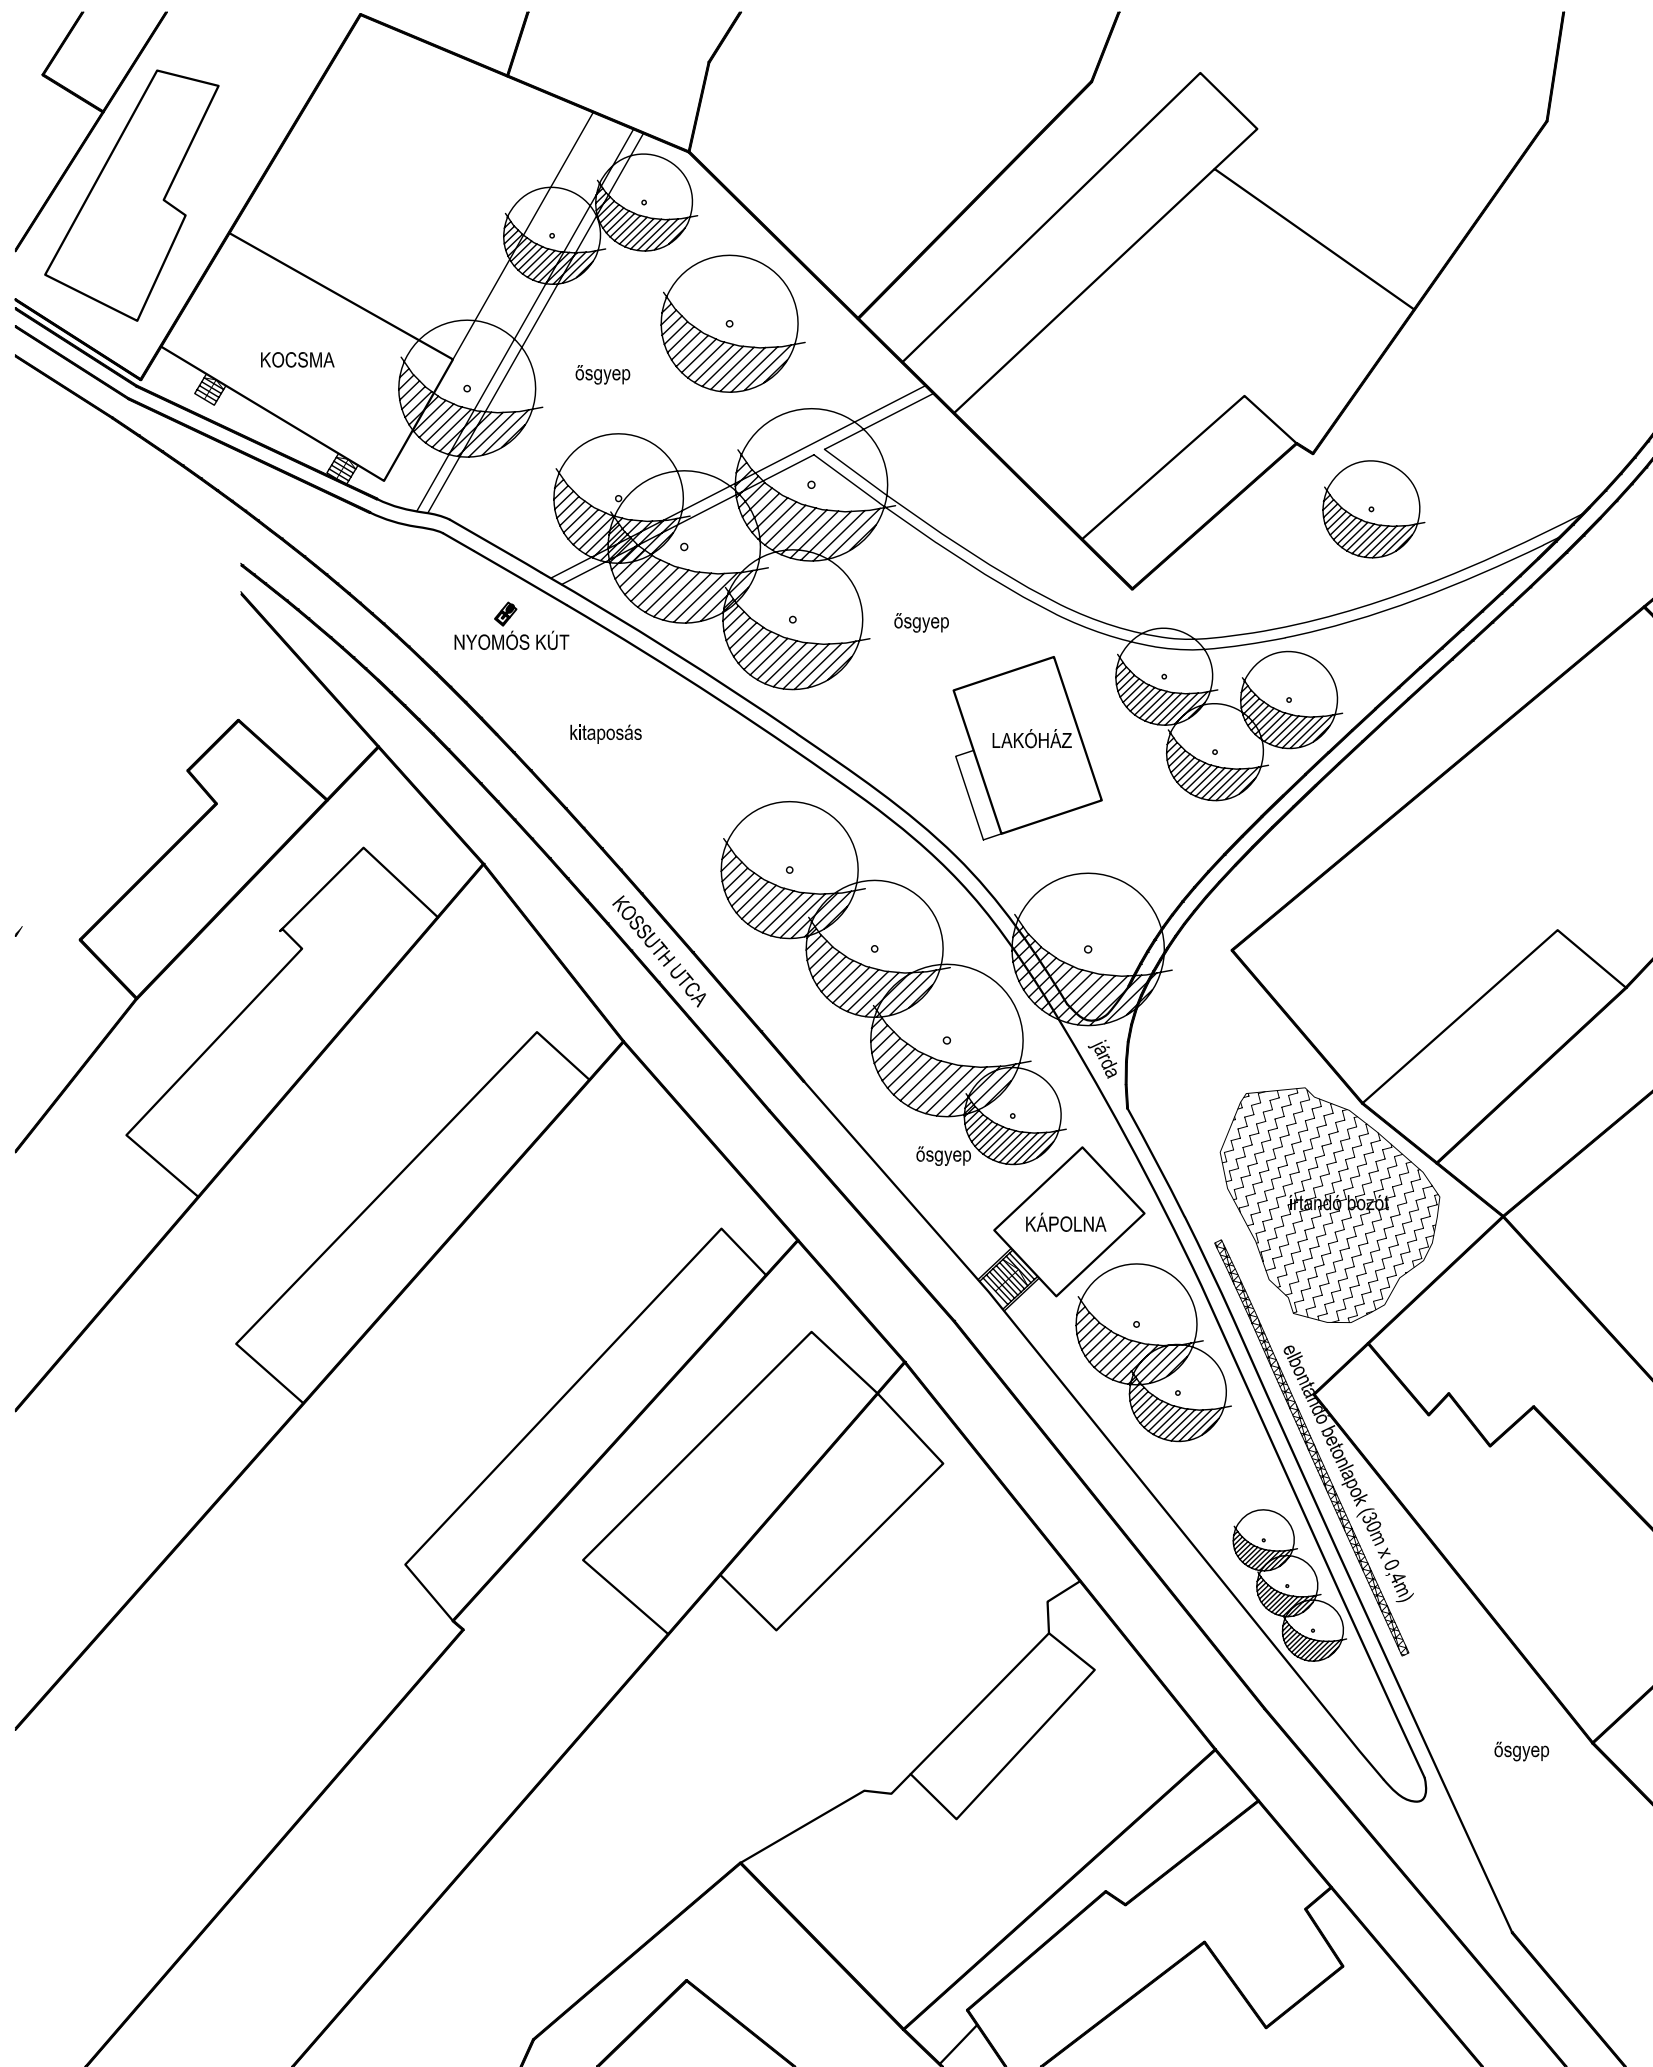 KOCSMA
ősgyep
ősgyep
NYOMÓS KÚT
kitaposás
LAKÓHÁZ
KOSSUTH UTCA
járda
ősgyep
írtandó bozót
KÁPOLNA
elbontandó betonlapok (30m x 0,4m)
ősgyep